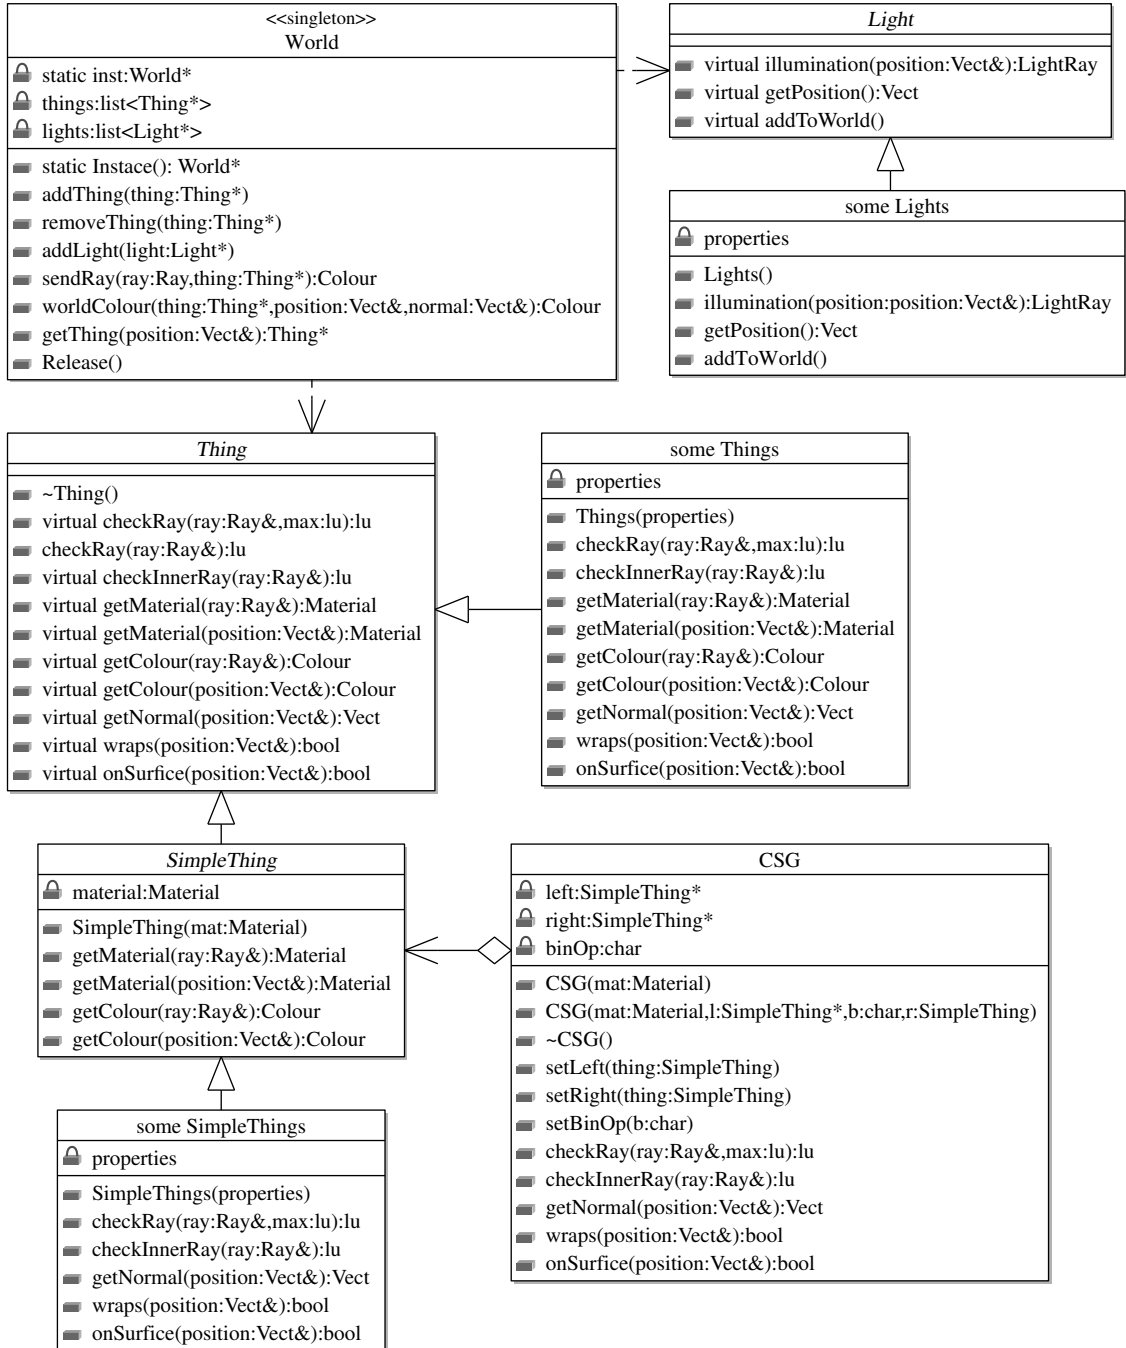 <<singleton>>
World
static inst:World*
things:list<Thing*>
lights:list<Light*>
static Instace(): World*
addThing(thing:Thing*)
removeThing(thing:Thing*)
addLight(light:Light*)
sendRay(ray:Ray,thing:Thing*):Colour
worldColour(thing:Thing*,position:Vect&,normal:Vect&):Colour
getThing(position:Vect&):Thing*
Release()
Light
virtual illumination(position:Vect&):LightRay
virtual getPosition():Vect
virtual addToWorld()
some Lights
properties
Lights()
illumination(position:position:Vect&):LightRay
getPosition():Vect
addToWorld()
Thing
~Thing()
virtual checkRay(ray:Ray&,max:lu):lu
checkRay(ray:Ray&):lu
virtual checkInnerRay(ray:Ray&):lu
virtual getMaterial(ray:Ray&):Material
virtual getMaterial(position:Vect&):Material
virtual getColour(ray:Ray&):Colour
virtual getColour(position:Vect&):Colour
virtual getNormal(position:Vect&):Vect
virtual wraps(position:Vect&):bool
virtual onSurfice(position:Vect&):bool
some Things
properties
Things(properties)
checkRay(ray:Ray&,max:lu):lu
checkInnerRay(ray:Ray&):lu
getMaterial(ray:Ray&):Material
getMaterial(position:Vect&):Material
getColour(ray:Ray&):Colour
getColour(position:Vect&):Colour
getNormal(position:Vect&):Vect
wraps(position:Vect&):bool
onSurfice(position:Vect&):bool
SimpleThing
material:Material
SimpleThing(mat:Material)
getMaterial(ray:Ray&):Material
getMaterial(position:Vect&):Material
getColour(ray:Ray&):Colour
getColour(position:Vect&):Colour
CSG
left:SimpleThing*
right:SimpleThing*
binOp:char
CSG(mat:Material)
CSG(mat:Material,l:SimpleThing*,b:char,r:SimpleThing)
~CSG()
setLeft(thing:SimpleThing)
setRight(thing:SimpleThing)
setBinOp(b:char)
checkRay(ray:Ray&,max:lu):lu
checkInnerRay(ray:Ray&):lu
getNormal(position:Vect&):Vect
wraps(position:Vect&):bool
onSurfice(position:Vect&):bool
some SimpleThings
properties
SimpleThings(properties)
checkRay(ray:Ray&,max:lu):lu
checkInnerRay(ray:Ray&):lu
getNormal(position:Vect&):Vect
wraps(position:Vect&):bool
onSurfice(position:Vect&):bool